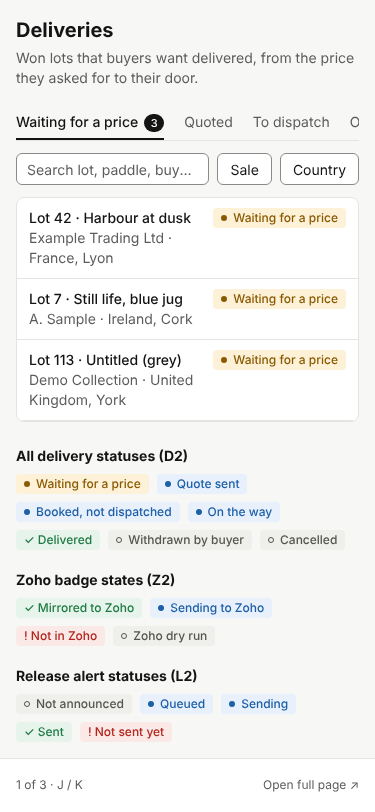 Deliveries
Won lots that buyers want delivered, from the price
they asked for to their door.
Waiting for a price 3 Quoted To dispatch O
Search lot, paddle, buy... Sale Country
Lot 42 · Harbour at dusk Waiting for a price
Example Trading Ltd ·
France, Lyon
Lot 7 · Still life, blue jug Waiting for a price
A. Sample · Ireland, Cork
Lot 113 · Untitled (grey) Waiting for a price
Demo Collection · United
Kingdom, York
All delivery statuses (D2)
Waiting for a price Quote sent
Booked, not dispatched On the way
✓ Delivered Withdrawn by buyer Cancelled
Zoho badge states (Z2)
✓ Mirrored to Zoho Sending to Zoho
! Not in Zoho Zoho dry run
Release alert statuses (L2)
Not announced Queued Sending
✓ Sent ! Not sent yet
1 of 3 · J / K Open full page ↗